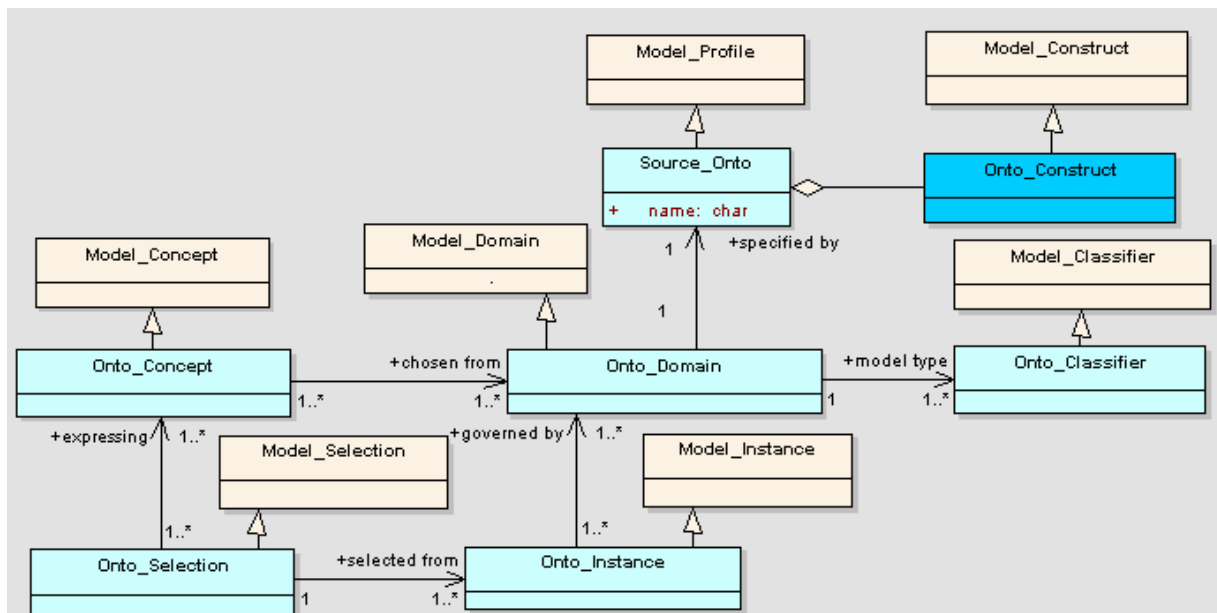 Model_Profile
Model_Construct
Source_Onto
+ name: char
Onto_Construct
Model_Concept
Model_Domain
.
1
+specified by
Model_Classifier
1
Onto_Concept
+chosen from
Onto_Domain
+model type
Onto_Classifier
1..*
1..*
1
1..*
+expressing
1..*
+governed by
1..*
Model_Selection
Model_Instance
1..*
1..*
Onto_Selection
+selected from
Onto_Instance
1
1..*